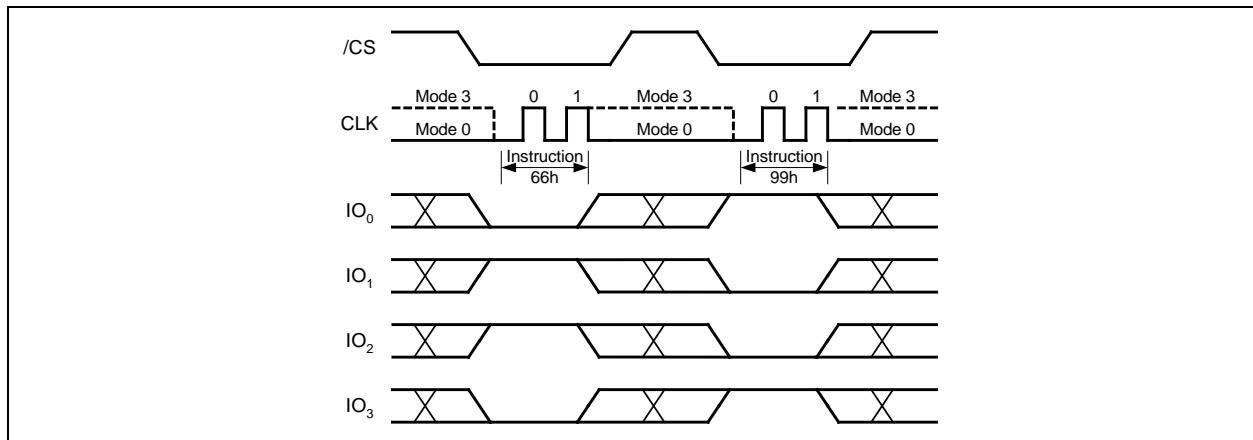 /CS
Mode 3 0 1 Mode 3 0 1 Mode 3
CLK
Mode 0 Mode 0 Mode 0
Instruction Instruction
66h 99h
IO₀
IO₁
IO₂
IO₃